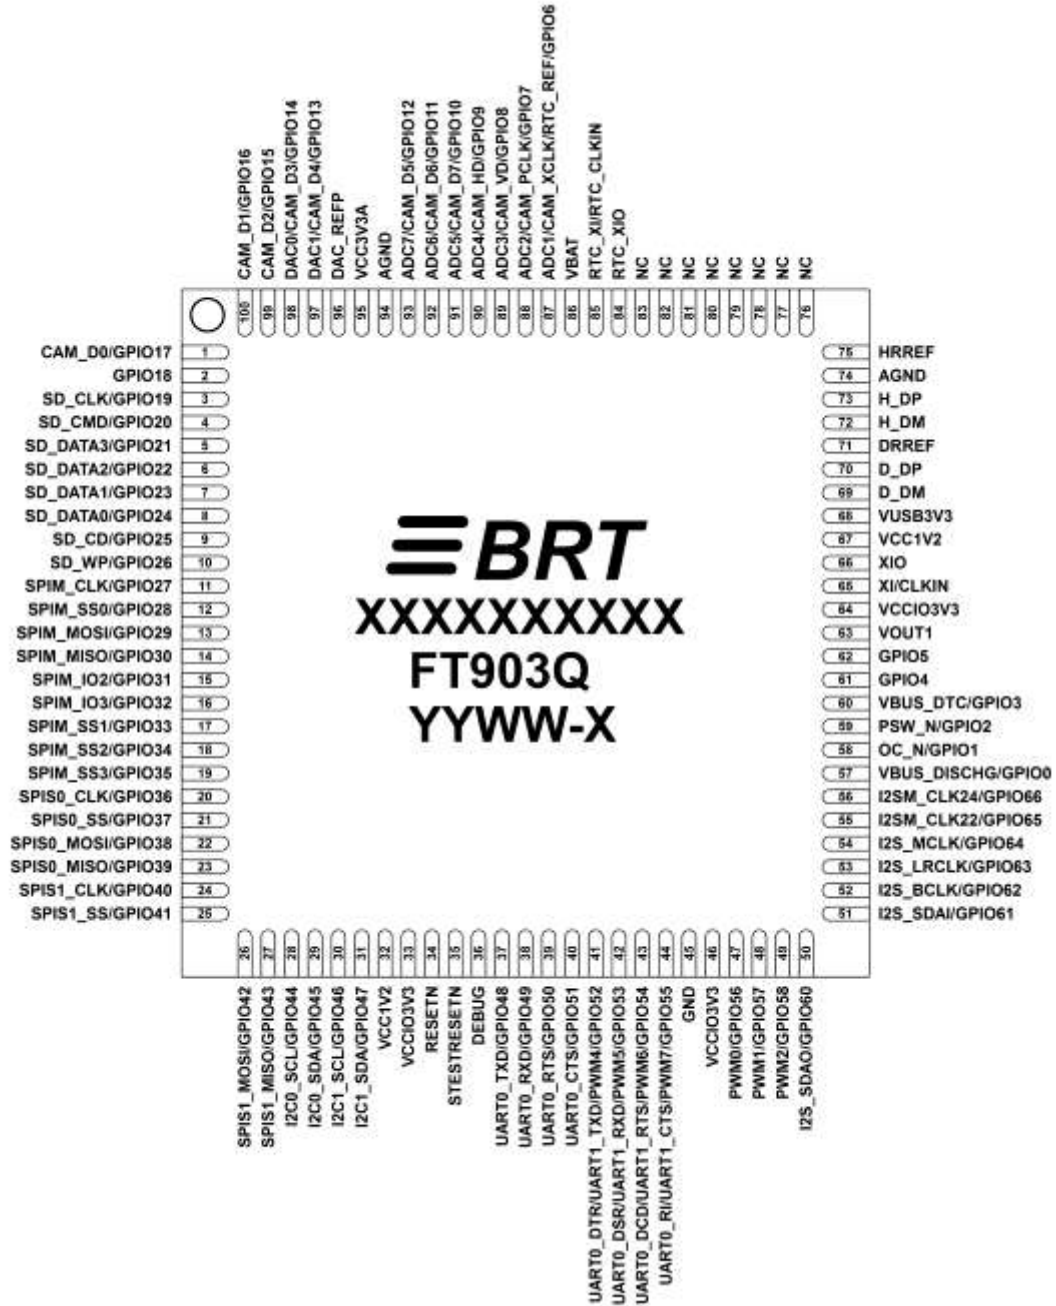 CAM_D1/GPIO16
CAM_D2/GPIO15
DAC0/CAM_D3/GPIO14
DAC1/CAM_D4/GPIO13
DAC_REFP
VCC3V3A
AGND
ADC7/CAM_D5/GPIO12
ADC6/CAM_D6/GPIO11
ADC5/CAM_D7/GPIO10
ADC4/CAM_HD/GPIO9
ADC3/CAM_VD/GPIO8
ADC2/CAM_PCLK/GPIO7
ADC1/CAM_XCLK/RTC_REF/GPIO6
VBAT
RTC_XI/RTC_CLKIN
RTC_XIO
NC
NC
NC
NC
NC
NC
NC
NC
100 99 98 97 96 95 94 93 92 91 90 89 88 87 86 85 84 83 82 81 80 79 78 77 76
CAM_D0/GPIO17 1
GPIO18 2
SD_CLK/GPIO19 3
SD_CMD/GPIO20 4
SD_DATA3/GPIO21 5
SD_DATA2/GPIO22 6
SD_DATA1/GPIO23 7
SD_DATA0/GPIO24 8
SD_CD/GPIO25 9
SD_WP/GPIO26 10
SPIM_CLK/GPIO27 11
SPIM_SS0/GPIO28 12
SPIM_MOSI/GPIO29 13
SPIM_MISO/GPIO30 14
SPIM_IO2/GPIO31 15
SPIM_IO3/GPIO32 16
SPIM_SS1/GPIO33 17
SPIM_SS2/GPIO34 18
SPIM_SS3/GPIO35 19
SPIS0_CLK/GPIO36 20
SPIS0_SS/GPIO37 21
SPIS0_MOSI/GPIO38 22
SPIS0_MISO/GPIO39 23
SPIS1_CLK/GPIO40 24
SPIS1_SS/GPIO41 25
BRT
XXXXXXXXXX
FT903Q
YYWW-X
75 HRREF
74 AGND
73 H_DP
72 H_DM
71 DRREF
70 D_DP
69 D_DM
68 VUSB3V3
67 VCC1V2
66 XIO
65 XI/CLKIN
64 VCCIO3V3
63 VOUT1
62 GPIO5
61 GPIO4
60 VBUS_DTC/GPIO3
59 PSW_N/GPIO2
58 OC_N/GPIO1
57 VBUS_DISCHG/GPIO0
56 I2SM_CLK24/GPIO66
55 I2SM_CLK22/GPIO65
54 I2S_MCLK/GPIO64
53 I2S_LRCLK/GPIO63
52 I2S_BCLK/GPIO62
51 I2S_SDAI/GPIO61
26 27 28 29 30 31 32 33 34 35 36 37 38 39 40 41 42 43 44 45 46 47 48 49 50
SPIS1_MOSI/GPIO42
SPIS1_MISO/GPIO43
I2C0_SCL/GPIO44
I2C0_SDA/GPIO45
I2C1_SCL/GPIO46
I2C1_SDA/GPIO47
VCC1V2
VCCIO3V3
RESETN
STESTRESETN
DEBUG
UART0_TXD/GPIO48
UART0_RXD/GPIO49
UART0_RTS/GPIO50
UART0_CTS/GPIO51
UART0_DTR/UART1_TXD/PWM4/GPIO52
UART0_DSR/UART1_RXD/PWM5/GPIO53
UART0_DCD/UART1_RTS/PWM6/GPIO54
UART0_RI/UART1_CTS/PWM7/GPIO55
GND
VCCIO3V3
PWM0/GPIO56
PWM1/GPIO57
PWM2/GPIO58
I2S_SDAO/GPIO60